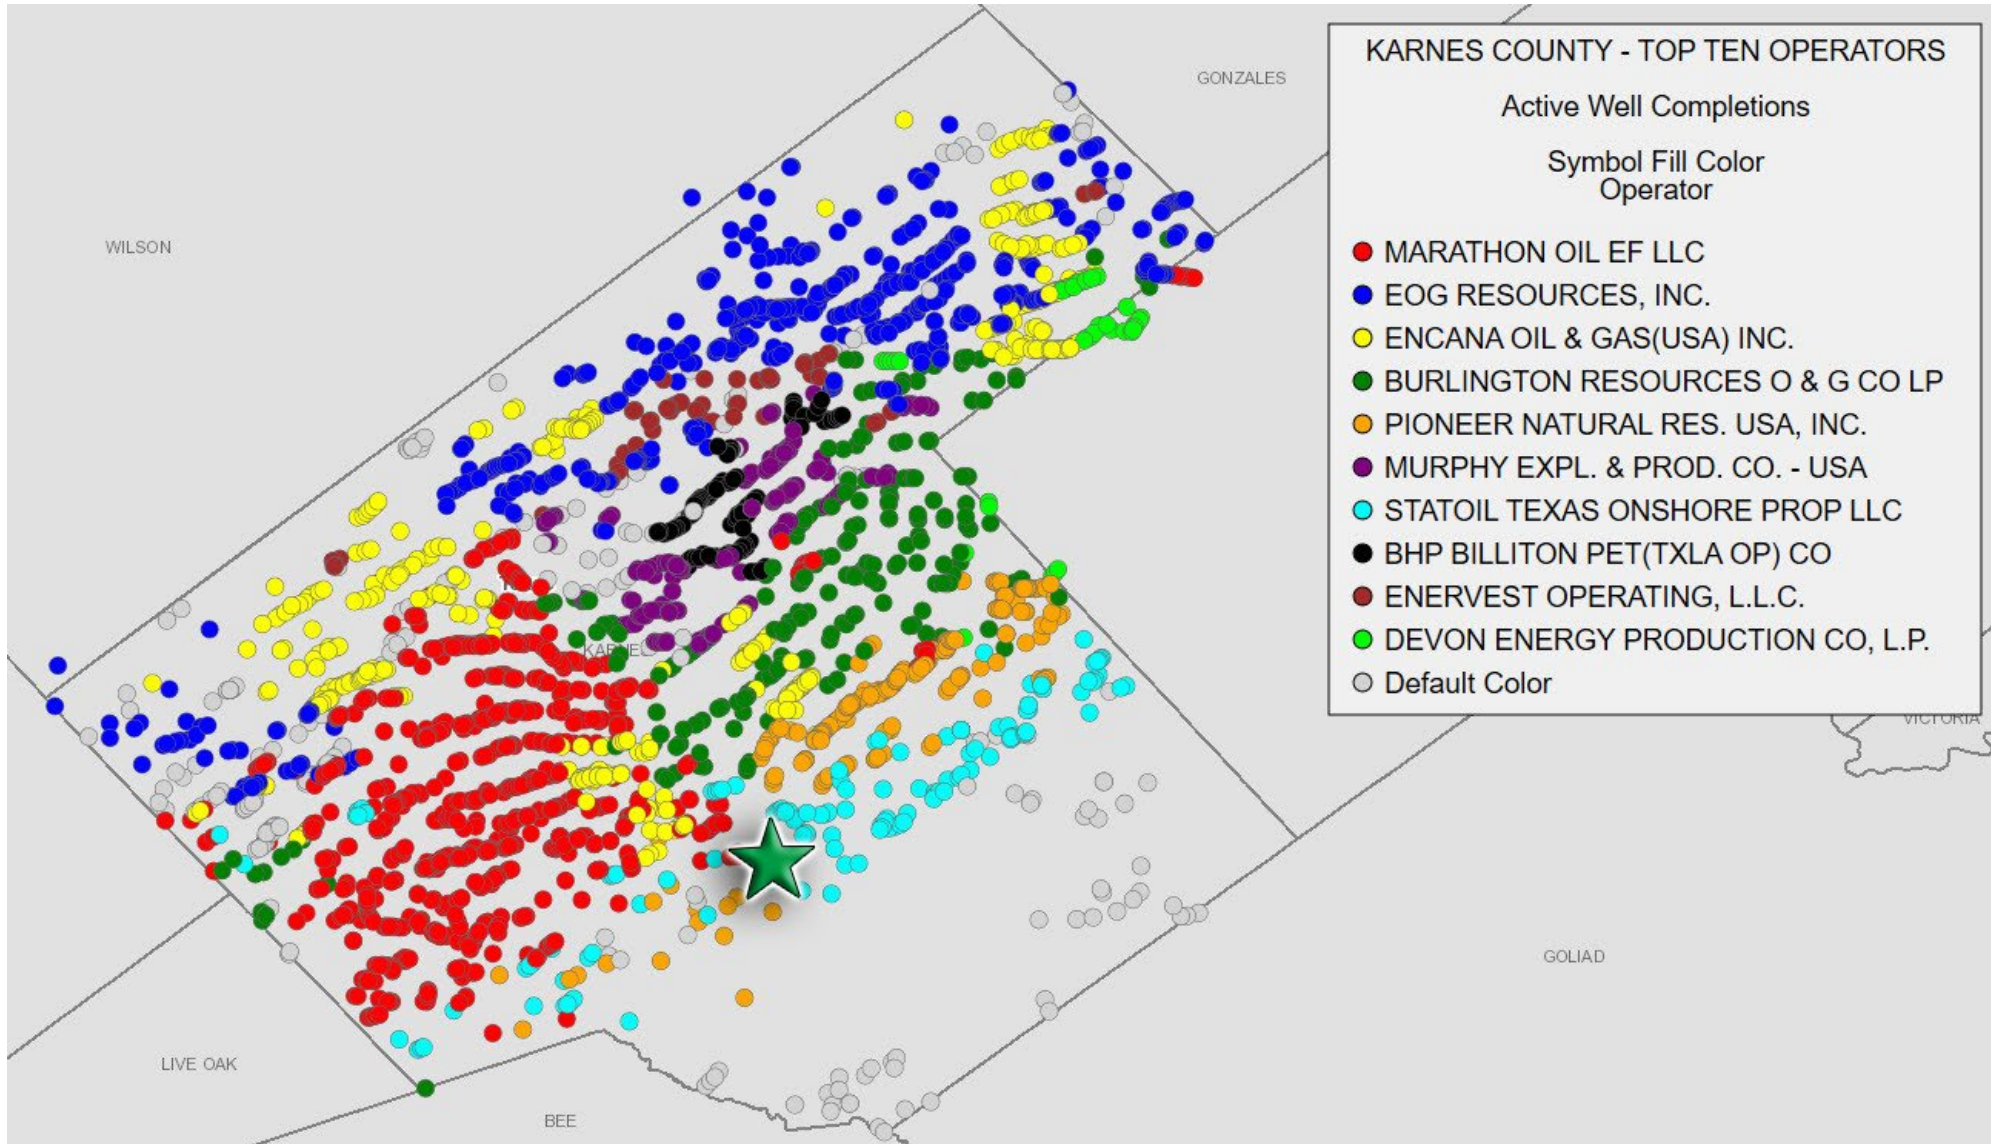 KARNES COUNTY - TOP TEN OPERATORS
Active Well Completions
Symbol Fill Color
Operator
MARATHON OIL EF LLC
EOG RESOURCES, INC.
ENCANA OIL & GAS(USA) INC.
BURLINGTON RESOURCES O & G CO LP
PIONEER NATURAL RES. USA, INC.
MURPHY EXPL. & PROD. CO. - USA
STATOIL TEXAS ONSHORE PROP LLC
BHP BILLITON PET(TXLA OP) CO
ENERVEST OPERATING, L.L.C.
DEVON ENERGY PRODUCTION CO, L.P.
Default Color
GONZALES
WILSON
VICTORIA
GOLIAD
LIVE OAK
BEE